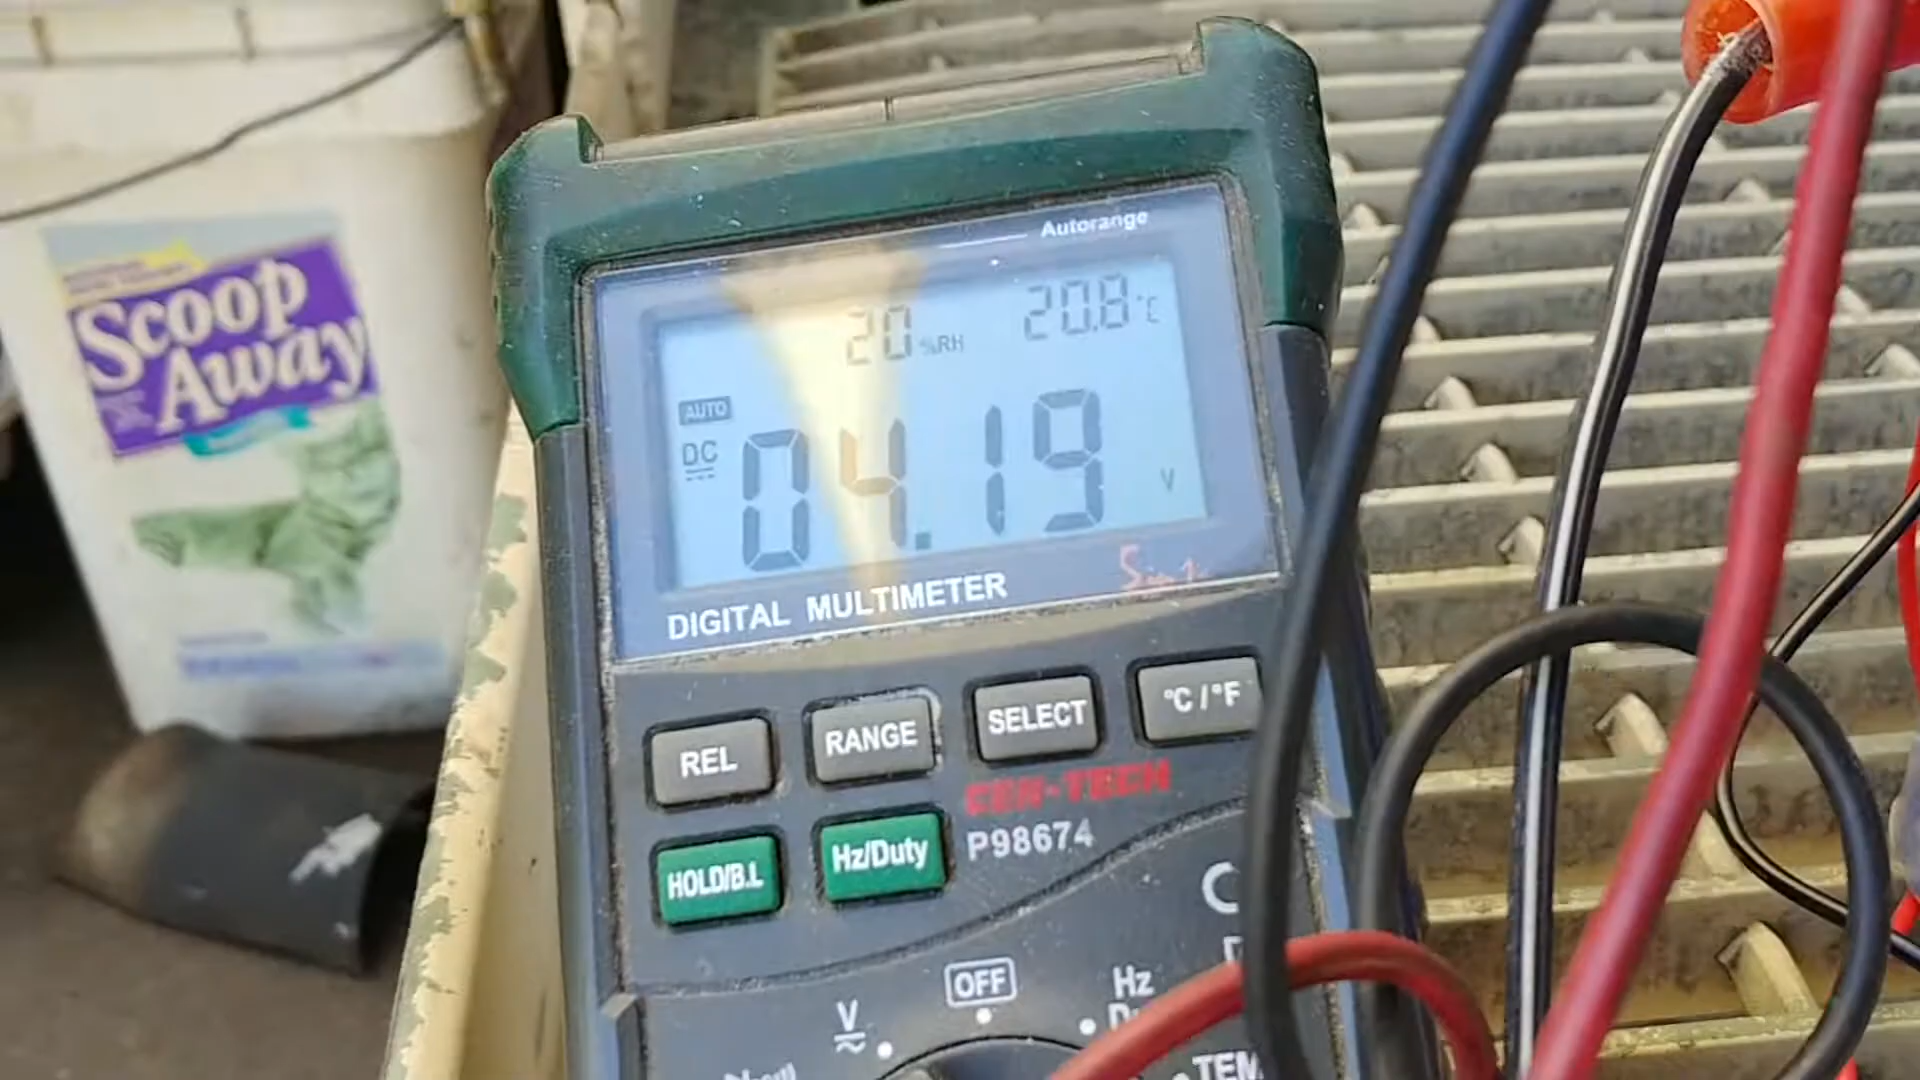 Scoop
Away
Autorange
20 %RH 20.8 °C
AUTO
DC
04.19 V
DIGITAL MULTIMETER
REL
RANGE
SELECT
°C / °F
CEN-TECH
P98674
HOLD/B.L
Hz/Duty
OFF
V
Hz
TEM